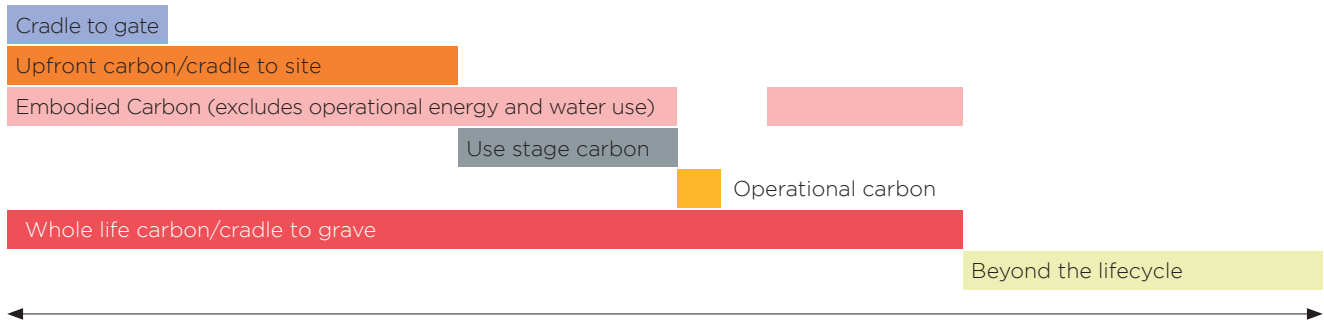 Cradle to gate
Upfront carbon/cradle to site
Embodied Carbon (excludes operational energy and water use)
Use stage carbon
Operational carbon
Whole life carbon/cradle to grave
Beyond the lifecycle